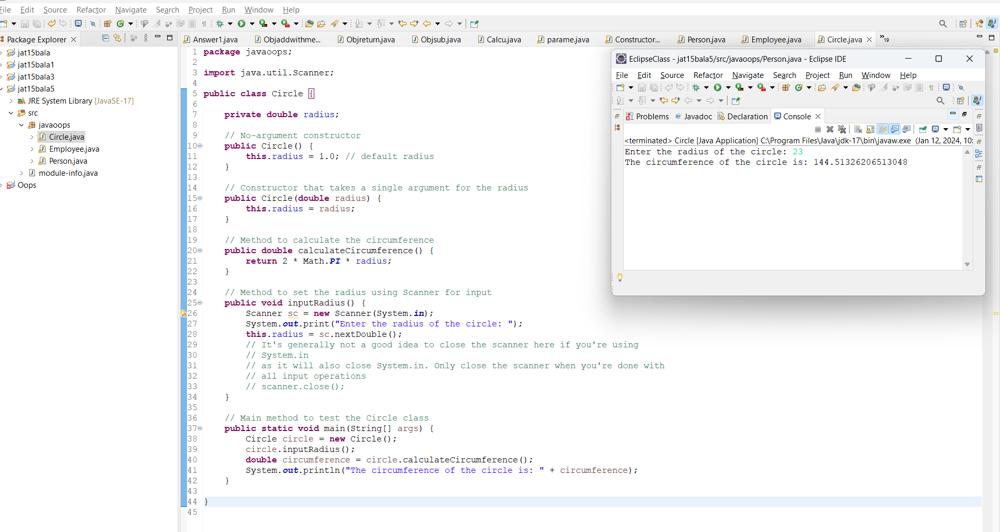 File Edit Source Refactor Navigate Search Project Run Window Help
Package Explorer
jat15bala
jat15bala1
jat15bala3
jat15bala5
JRE System Library [JavaSE-17]
src
javaoops
Circle.java
Employee.java
Person.java
module-info.java
Oops
Answer1.java Objaddwithme... Objreturn.java Objsub.java Calcu.java parame.java Constructor... Person.java Employee.java Circle.java »19
1 package javaoops;
2
3 import java.util.Scanner;
4
5 public class Circle {
6
7 private double radius;
8
9 // No-argument constructor
10 public Circle() {
11 this.radius = 1.0; // default radius
12 }
13
14 // Constructor that takes a single argument for the radius
15 public Circle(double radius) {
16 this.radius = radius;
17 }
18
19 // Method to calculate the circumference
20 public double calculateCircumference() {
21 return 2 * Math.PI * radius;
22 }
23
24 // Method to set the radius using Scanner for input
25 public void inputRadius() {
26 Scanner sc = new Scanner(System.in);
27 System.out.print("Enter the radius of the circle: ");
28 this.radius = sc.nextDouble();
29 // It's generally not a good idea to close the scanner here if you're using
30 // System.in
31 // as it will also close System.in. Only close the scanner when you're done with
32 // all input operations
33 // scanner.close();
34 }
35
36 // Main method to test the Circle class
37 public static void main(String[] args) {
38 Circle circle = new Circle();
39 circle.inputRadius();
40 double circumference = circle.calculateCircumference();
41 System.out.println("The circumference of the circle is: " + circumference);
42 }
43
44 }
45
EclipseClass - jat15bala5/src/javaoops/Person.java - Eclipse IDE
File Edit Source Refactor Navigate Search Project Run Window Help
Problems Javadoc Declaration Console
<terminated> Circle [Java Application] C:\Program Files\Java\jdk-17\bin\javaw.exe (Jan 12, 2024, 10:
Enter the radius of the circle: 23
The circumference of the circle is: 144.51326206513048